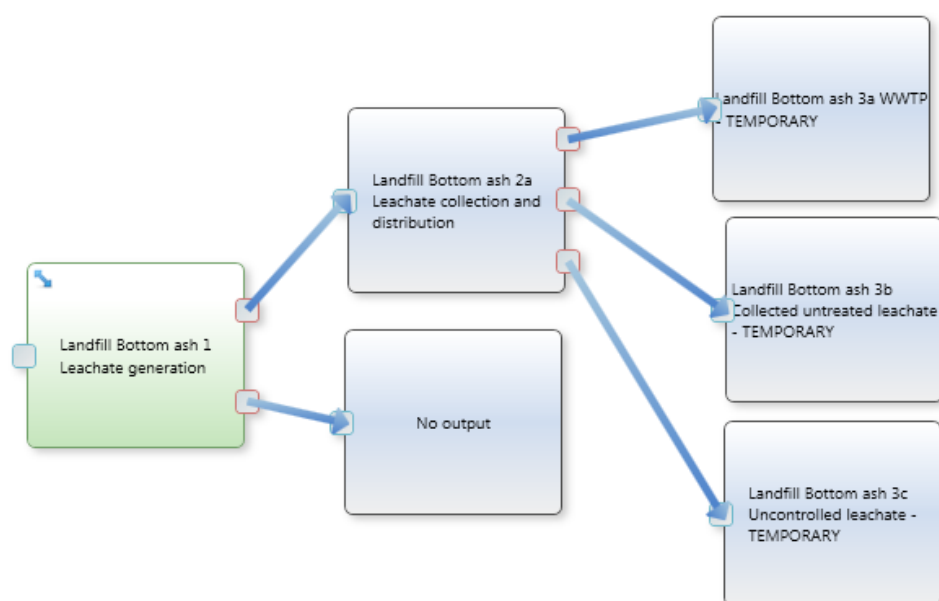 Landfill Bottom ash 3a WWTP
- TEMPORARY
Landfill Bottom ash 2a
Leachate collection and
distribution
Landfill Bottom ash 3b
Collected untreated leachate
- TEMPORARY
Landfill Bottom ash 1
Leachate generation
No output
Landfill Bottom ash 3c
Uncontrolled leachate -
TEMPORARY